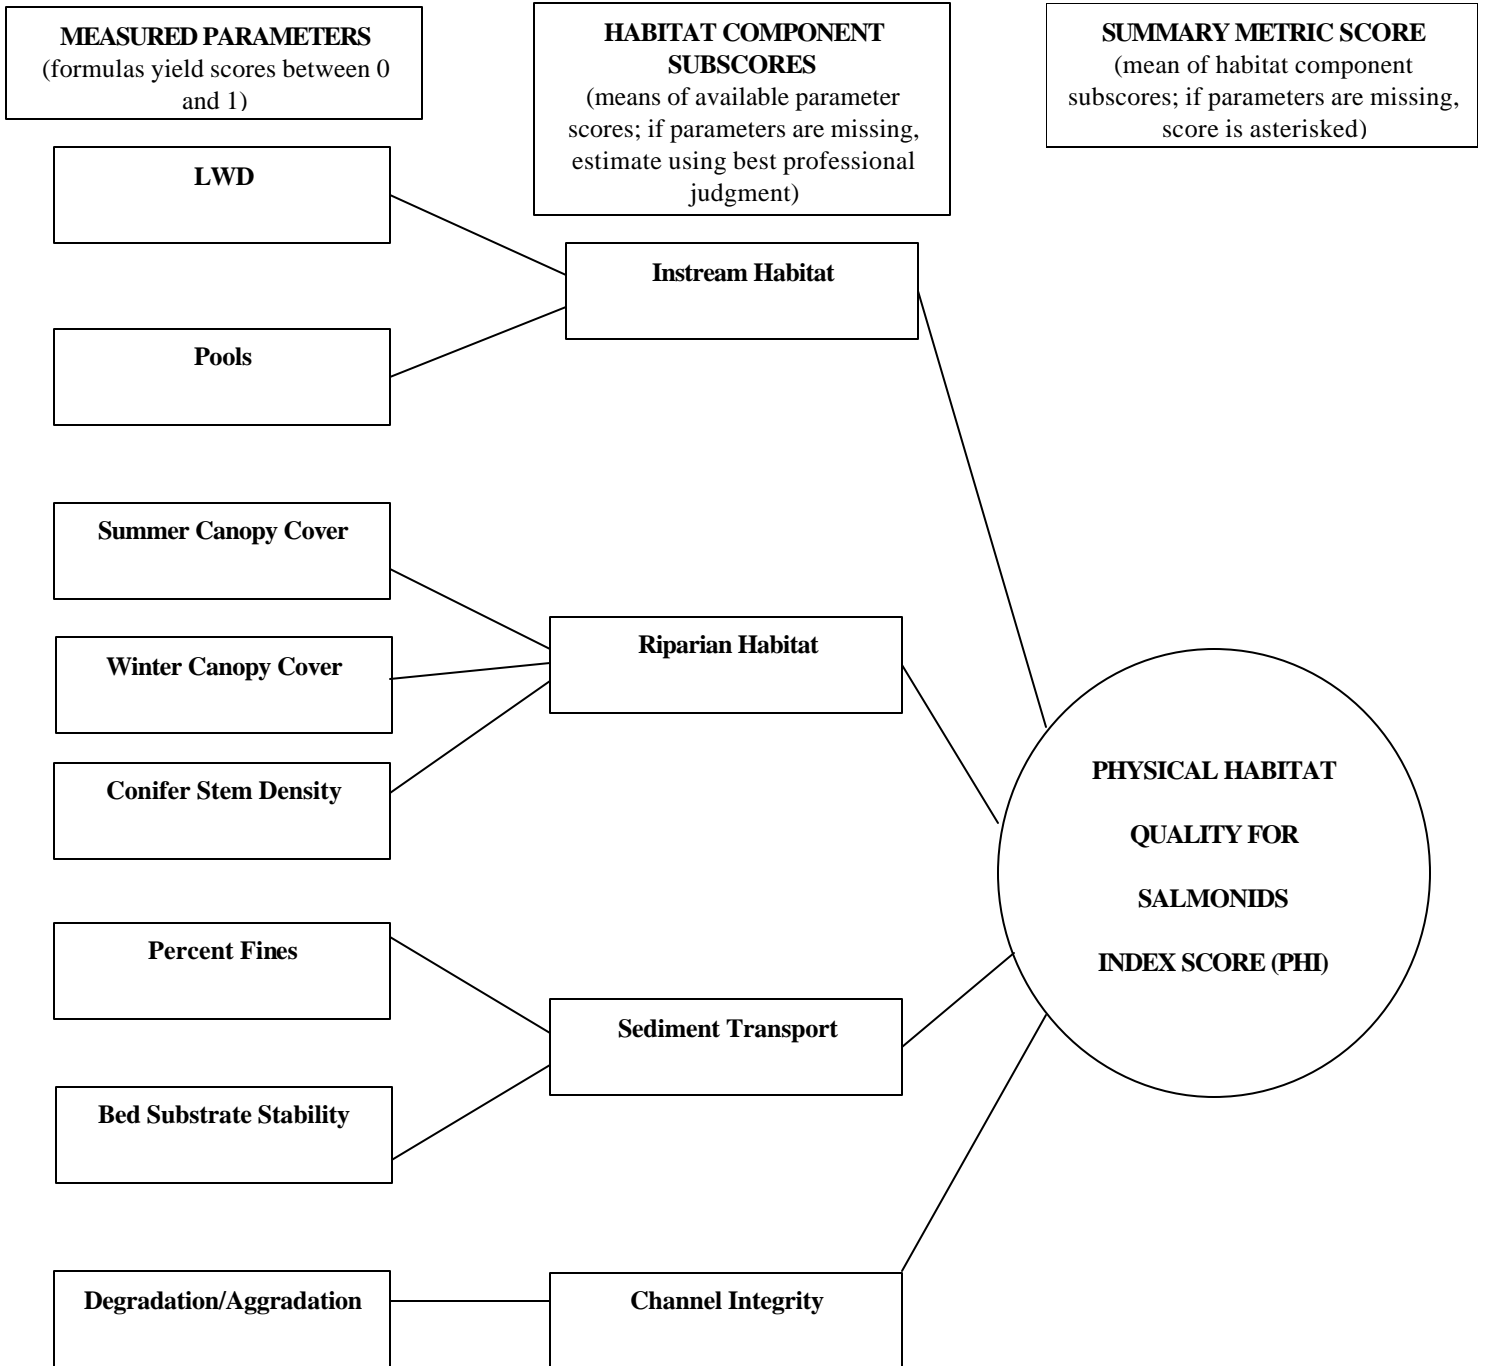 MEASURED PARAMETERS
(formulas yield scores between 0
and 1)
HABITAT COMPONENT
SUBSCORES
(means of available parameter
scores; if parameters are missing,
estimate using best professional
judgment)
SUMMARY METRIC SCORE
(mean of habitat component
subscores; if parameters are missing,
score is asterisked)
LWD
Instream Habitat
Pools
Summer Canopy Cover
Riparian Habitat
Winter Canopy Cover
Conifer Stem Density
PHYSICAL HABITAT
QUALITY FOR
SALMONIDS
INDEX SCORE (PHI)
Percent Fines
Sediment Transport
Bed Substrate Stability
Degradation/Aggradation
Channel Integrity